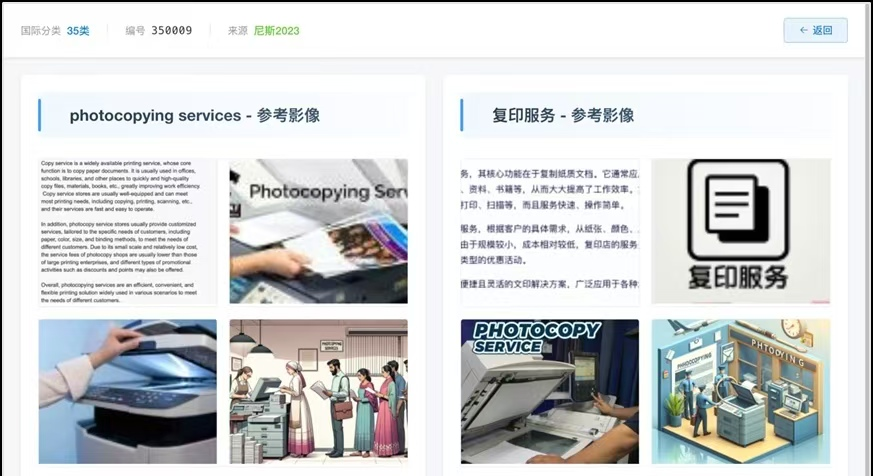 国际分类 35类 编号 350009 来源 尼斯2023
← 返回
photocopying services - 参考影像
Copy service is a widely available printing service, whose core
function is to copy paper documents. It is usually used in offices,
schools, libraries, and other places to quickly and high-quality
copy files, materials, books, etc., greatly improving work efficiency.
Copy service stores are usually well-equipped and can meet
most printing needs, including copying, printing, scanning, etc.,
and their services are fast and easy to operate.
In addition, photocopy service stores usually provide customized
services, tailored to the specific needs of customers, including
paper, color, size, and binding methods, to meet the needs of
different customers. Due to its small scale and relatively low cost,
the service fees of photocopy shops are usually lower than those
of large printing enterprises, and different types of promotional
activities such as discounts and points may also be offered.
Overall, photocopying services are an efficient, convenient, and
flexible printing solution widely used in various scenarios to meet
the needs of different customers.
Photocopying Ser
复印服务 - 参考影像
务，其核心功能在于复制纸质文档。它通常应
、资料、书籍等，从而大大提高了工作效率。
打印、扫描等，而且服务快速、操作简单。
服务，根据客户的具体需求，从纸张、颜色、
由于规模较小，成本相对较低，复印店的服务
类型的优惠活动。
便捷且灵活的文印解决方案，广泛应用于各种
复印服务
PHOTOCOPY
SERVICE